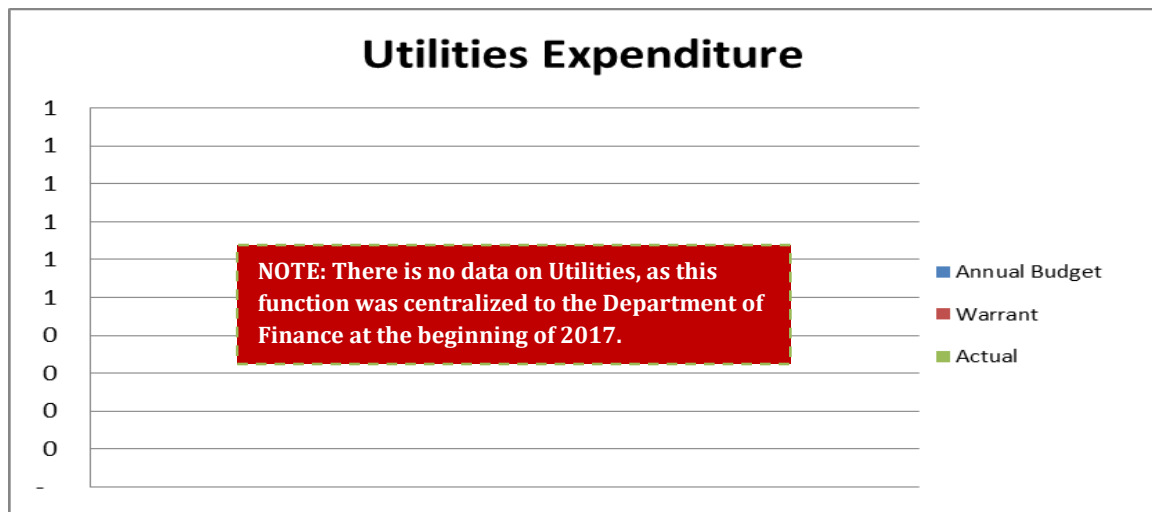 Utilities Expenditure
1
1
1
1
1
1
0
0
0
0
-
NOTE: There is no data on Utilities, as this
function was centralized to the Department of
Finance at the beginning of 2017.
Annual Budget
Warrant
Actual